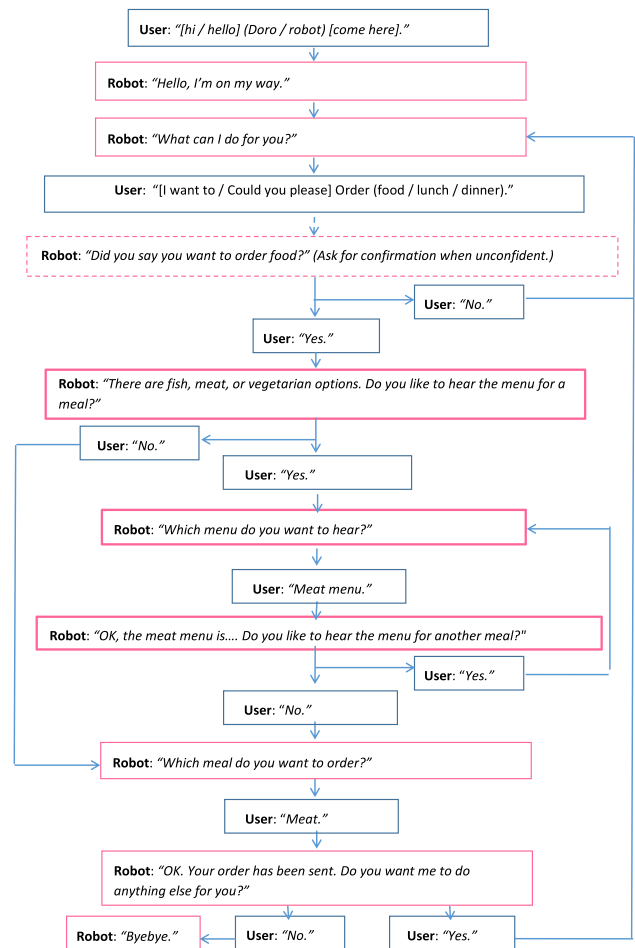 User: “[hi / hello] (Doro / robot) [come here].”
Robot: “Hello, I’m on my way.”
Robot: “What can I do for you?”
User: “[I want to / Could you please] Order (food / lunch / dinner).”
Robot: “Did you say you want to order food?” (Ask for confirmation when unconfident.)
User: “No.”
User: “Yes.”
Robot: “There are fish, meat, or vegetarian options. Do you like to hear the menu for a
meal?”
User: “No.”
User: “Yes.”
Robot: “Which menu do you want to hear?”
User: “Meat menu.”
Robot: “OK, the meat menu is…. Do you like to hear the menu for another meal?"
User: “Yes.”
User: “No.”
Robot: “Which meal do you want to order?”
User: “Meat.”
Robot: “OK. Your order has been sent. Do you want me to do
anything else for you?”
Robot: “Byebye.”
User: “No.”
User: “Yes.”